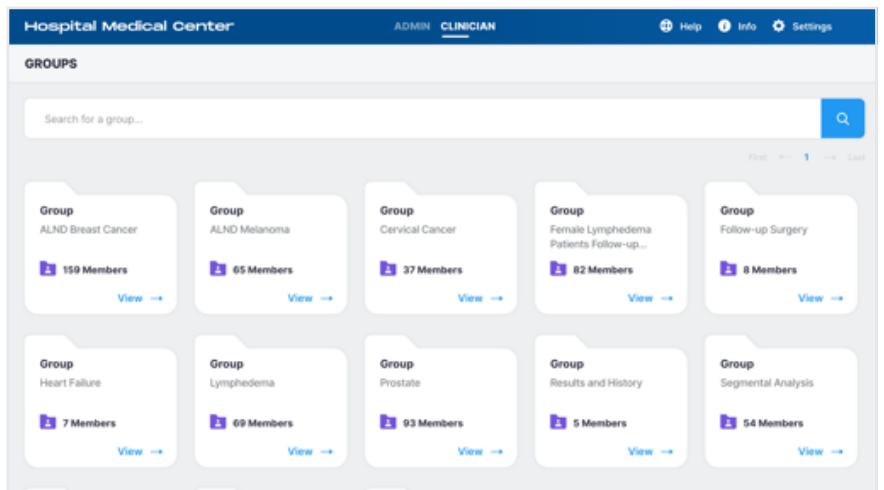 Hospital Medical Center
ADMIN CLINICIAN
Help Info Settings
GROUPS
Search for a group...
First ← 1 → Last
Group
ALND Breast Cancer
159 Members
View →
Group
ALND Melanoma
65 Members
View →
Group
Cervical Cancer
37 Members
View →
Group
Female Lymphedema
Patients Follow-up...
82 Members
View →
Group
Follow-up Surgery
8 Members
View →
Group
Heart Failure
7 Members
View →
Group
Lymphedema
69 Members
View →
Group
Prostate
93 Members
View →
Group
Results and History
5 Members
View →
Group
Segmental Analysis
54 Members
View →